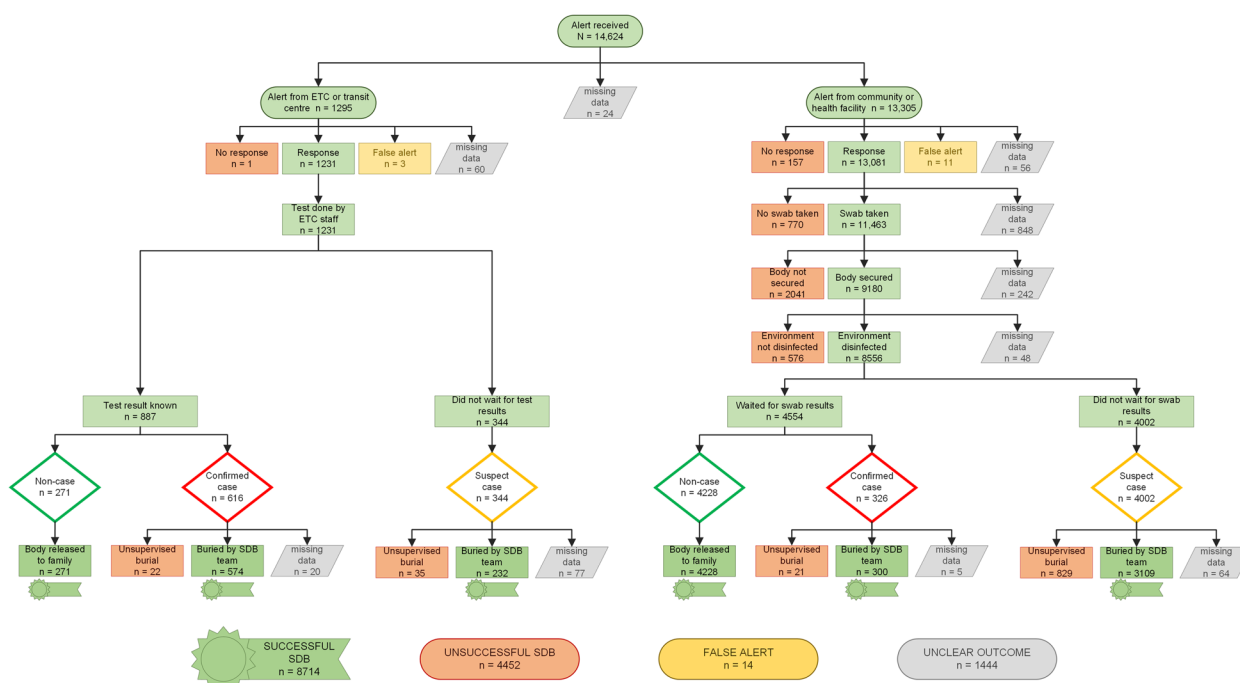 Alert received
N = 14,624
Alert from ETC or transit
centre n = 1295
missing
data
n = 24
Alert from community or
health facility n = 13,305
No response
n = 1
Response
n = 1231
False alert
n = 3
missing
data
n = 60
No response
n = 157
Response
n = 13,081
False alert
n = 11
missing
data
n = 56
Test done by
ETC staff
n = 1231
No swab taken
n = 770
Swab taken
n = 11,463
missing
data
n = 848
Body not
secured
n = 2041
Body secured
n = 9180
missing
data
n = 242
Environment
not disinfected
n = 576
Environment
disinfected
n = 8556
missing
data
n = 48
Test result known
n = 887
Did not wait for test
results
n = 344
Waited for swab results
n = 4554
Did not wait for swab
results
n = 4002
Non-case
n = 271
Confirmed
case
n = 616
Suspect
case
n = 344
Non-case
n = 4228
Confirmed
case
n = 326
Suspect
case
n = 4002
Body released
to family
n = 271
Unsupervised
burial
n = 22
Buried by SDB
team
n = 574
missing
data
n = 20
Unsupervised
burial
n = 35
Buried by SDB
team
n = 232
missing
data
n = 77
Body released
to family
n = 4228
Unsupervised
burial
n = 21
Buried by SDB
team
n = 300
missing
data
n = 5
Unsupervised
burial
n = 829
Buried by SDB
team
n = 3109
missing
data
n = 64
SUCCESSFUL
SDB
n = 8714
UNSUCCESSFUL SDB
n = 4452
FALSE ALERT
n = 14
UNCLEAR OUTCOME
n = 1444